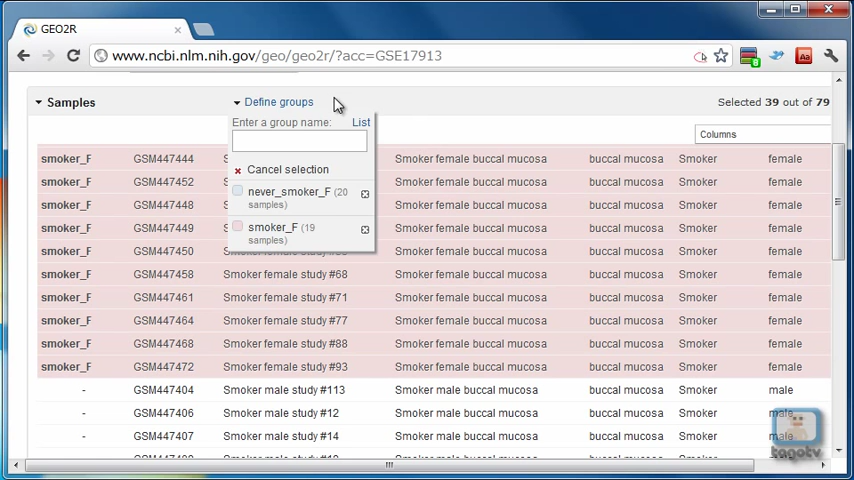 GEO2R
www.ncbi.nlm.nih.gov/geo/geo2r/?acc=GSE17913
Samples Define groups Selected 39 out of 79
Enter a group name: List
Columns
Cancel selection
never_smoker_F (20 samples)
smoker_F (19 samples)
smoker_F GSM447444 Smoker female buccal mucosa buccal mucosa Smoker female
smoker_F GSM447452 Smoker female buccal mucosa buccal mucosa Smoker female
smoker_F GSM447448 Smoker female buccal mucosa buccal mucosa Smoker female
smoker_F GSM447449 Smoker female buccal mucosa buccal mucosa Smoker female
smoker_F GSM447450 Smoker female buccal mucosa buccal mucosa Smoker female
smoker_F GSM447458 Smoker female study #68 Smoker female buccal mucosa buccal mucosa Smoker female
smoker_F GSM447461 Smoker female study #71 Smoker female buccal mucosa buccal mucosa Smoker female
smoker_F GSM447464 Smoker female study #77 Smoker female buccal mucosa buccal mucosa Smoker female
smoker_F GSM447468 Smoker female study #88 Smoker female buccal mucosa buccal mucosa Smoker female
smoker_F GSM447472 Smoker female study #93 Smoker female buccal mucosa buccal mucosa Smoker female
- GSM447404 Smoker male study #113 Smoker male buccal mucosa buccal mucosa Smoker male
- GSM447406 Smoker male study #12 Smoker male buccal mucosa buccal mucosa Smoker male
- GSM447407 Smoker male study #14 Smoker male buccal mucosa buccal mucosa Smoker male
tagotv